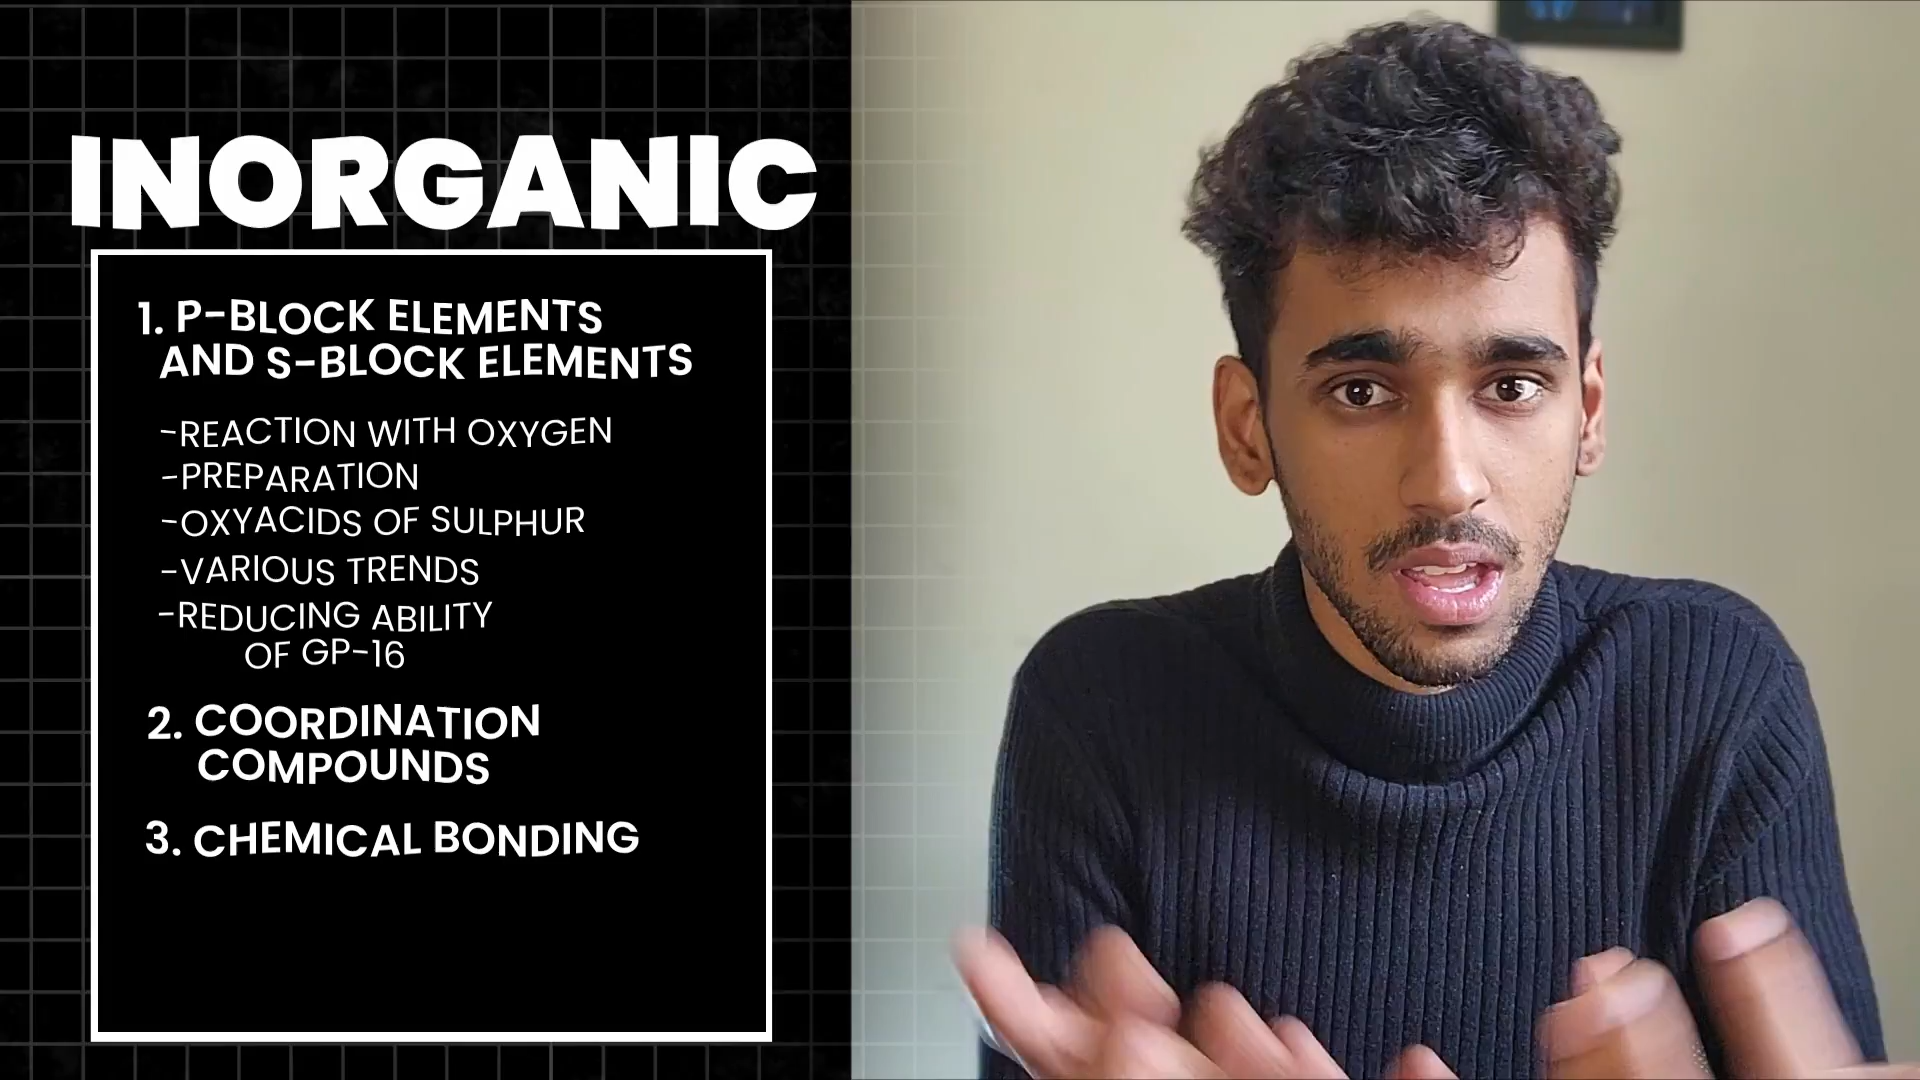 INORGANIC
1. P-BLOCK ELEMENTS
AND S-BLOCK ELEMENTS
-REACTION WITH OXYGEN
-PREPARATION
-OXYACIDS OF SULPHUR
-VARIOUS TRENDS
-REDUCING ABILITY
OF GP-16
2. COORDINATION
COMPOUNDS
3. CHEMICAL BONDING